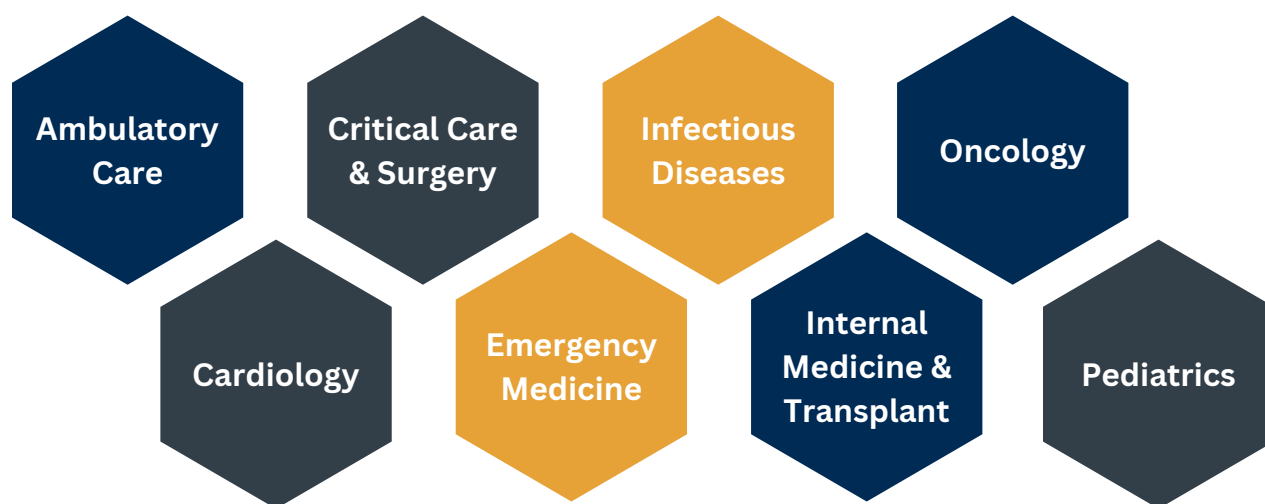 Ambulatory
Care
Critical Care
& Surgery
Infectious
Diseases
Oncology
Cardiology
Emergency
Medicine
Internal
Medicine &
Transplant
Pediatrics